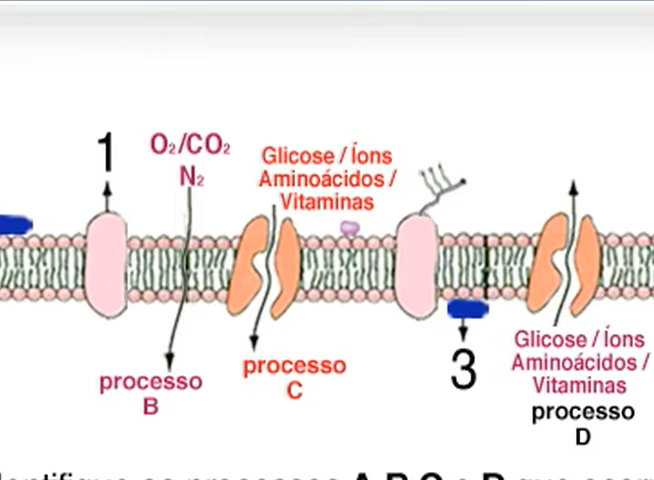 1
O₂/CO₂
N₂
Glicose / Íons
Aminoácidos /
Vitaminas
processo
B
processo
C
3
Glicose / Íons
Aminoácidos /
Vitaminas
processo
D